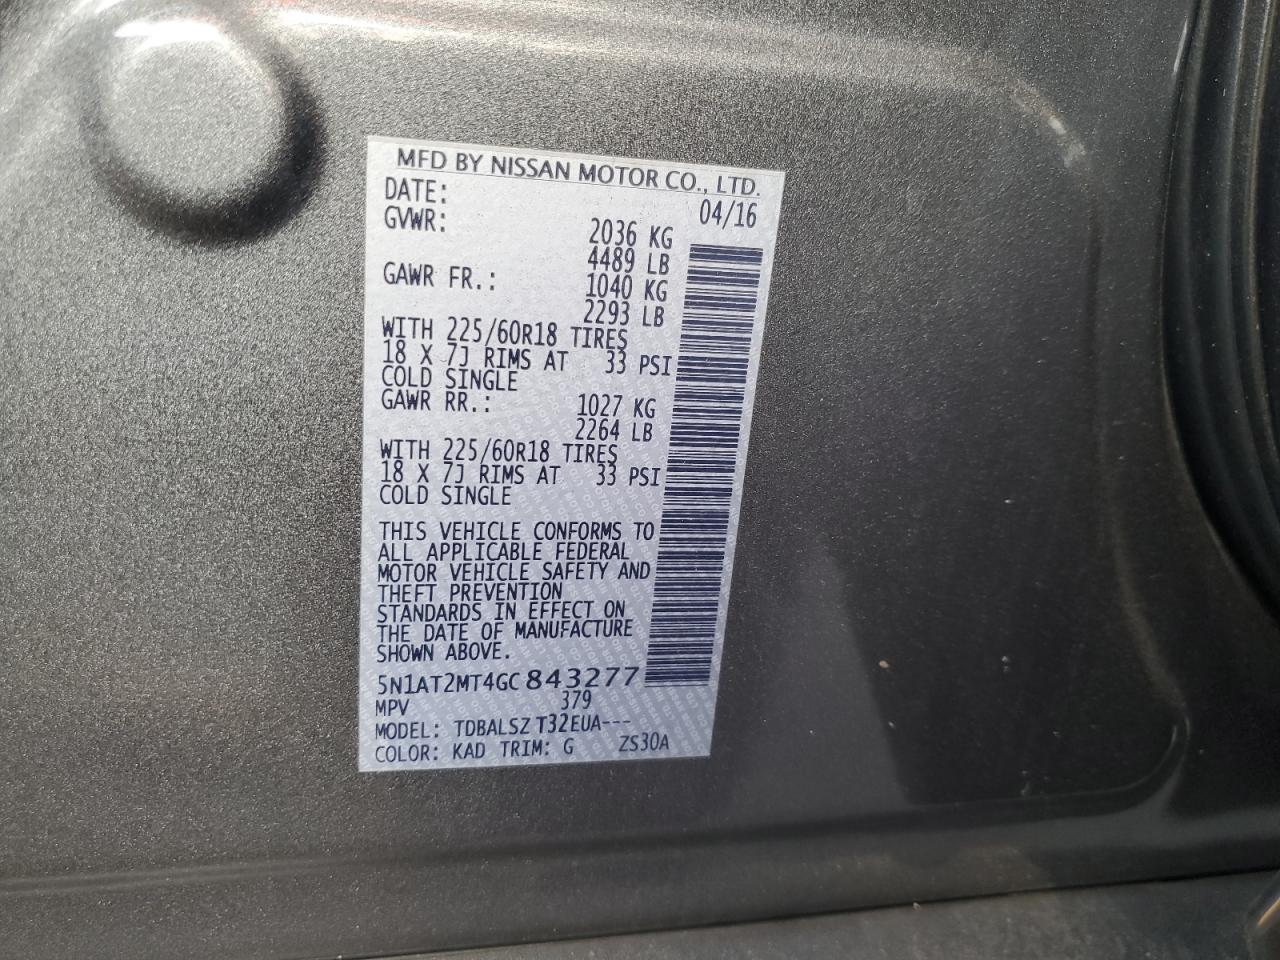 MFD BY NISSAN MOTOR CO., LTD.
DATE: 04/16
GVWR: 2036 KG
4489 LB
GAWR FR.: 1040 KG
2293 LB
WITH 225/60R18 TIRES
18 X 7J RIMS AT 33 PSI
COLD SINGLE
GAWR RR.: 1027 KG
2264 LB
WITH 225/60R18 TIRES
18 X 7J RIMS AT 33 PSI
COLD SINGLE
THIS VEHICLE CONFORMS TO
ALL APPLICABLE FEDERAL
MOTOR VEHICLE SAFETY AND
THEFT PREVENTION
STANDARDS IN EFFECT ON
THE DATE OF MANUFACTURE
SHOWN ABOVE.
5N1AT2MT4GC843277
MPV 379
MODEL: TDBALSZ T32EUA---
COLOR: KAD TRIM: G ZS30A